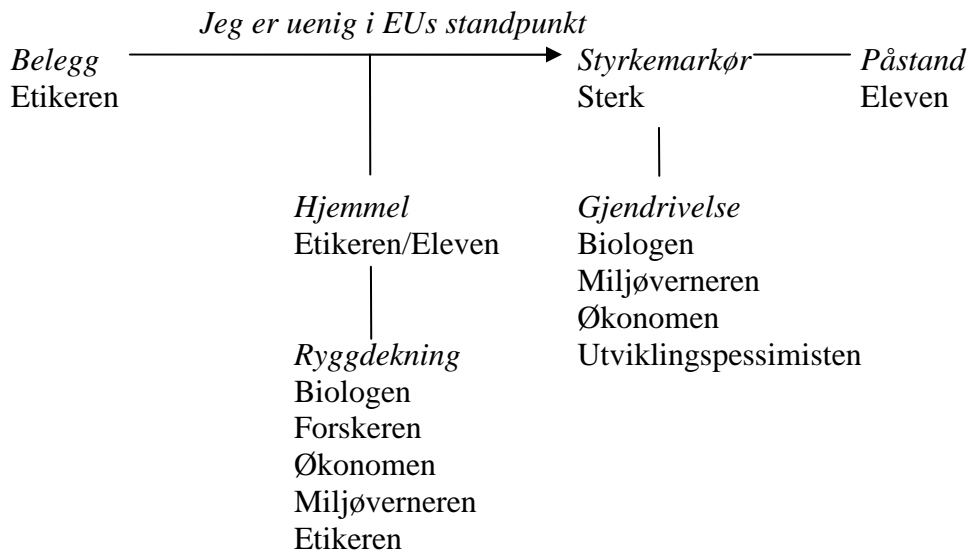 Jeg er uenig i EUs standpunkt
Belegg
Etikeren
Styrkemarkør
Sterk
Påstand
Eleven
Hjemmel
Etikeren/Eleven
Gjendrivelse
Biologen
Miljøverneren
Økonomen
Utviklingspessimisten
Ryggdekning
Biologen
Forskeren
Økonomen
Miljøverneren
Etikeren